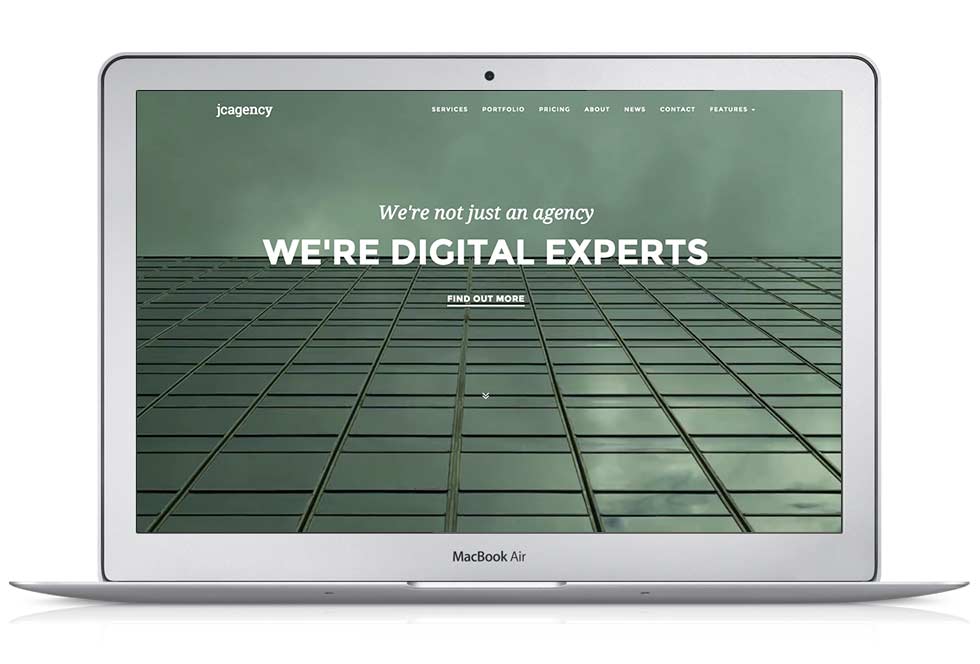 jcagency
SERVICES PORTFOLIO PRICING ABOUT NEWS CONTACT FEATURES
We're not just an agency
WE'RE DIGITAL EXPERTS
FIND OUT MORE
MacBook Air